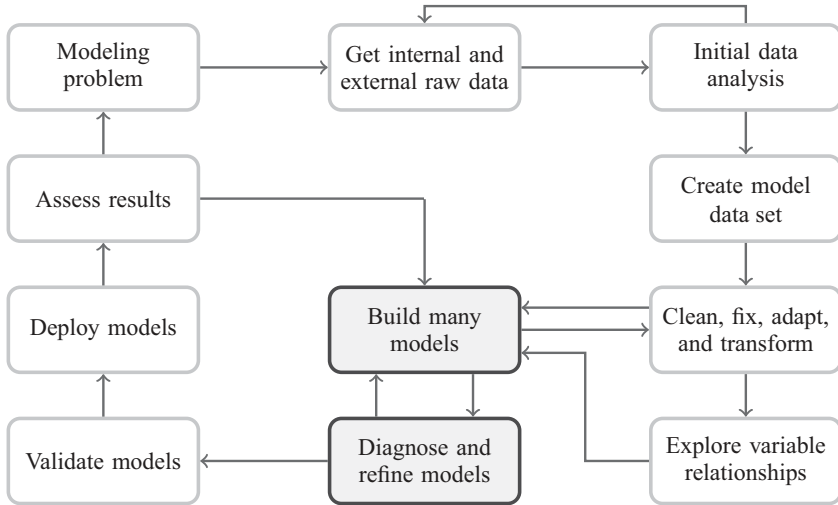 Modeling
problem
Get internal and
external raw data
Initial data
analysis
Assess results
Create model
data set
Deploy models
Build many
models
Clean, fix, adapt,
and transform
Validate models
Diagnose and
refine models
Explore variable
relationships